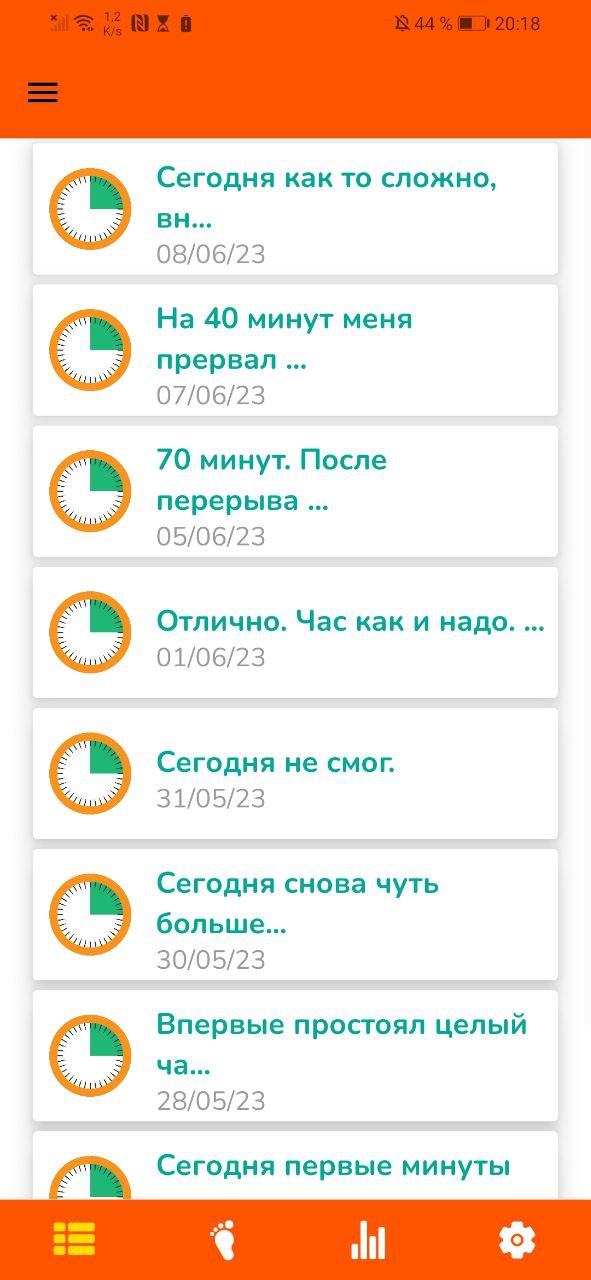 1,2
K/s
44 %
20:18
Сегодня как то сложно,
вн...
08/06/23
На 40 минут меня
прервал ...
07/06/23
70 минут. После
перерыва ...
05/06/23
Отлично. Час как и надо. ...
01/06/23
Сегодня не смог.
31/05/23
Сегодня снова чуть
больше...
30/05/23
Впервые простоял целый
ча...
28/05/23
Сегодня первые минуты